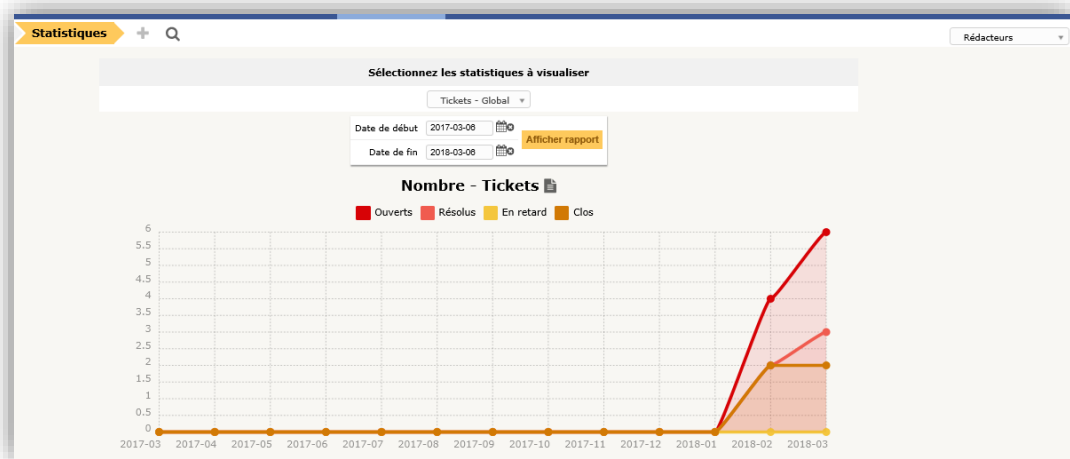 Statistiques
Rédacteurs
Sélectionnez les statistiques à visualiser
Tickets - Global
Date de début 2017-03-06
Afficher rapport
Date de fin 2018-03-06
Nombre - Tickets
Ouverts Résolus En retard Clos
6
5.5
5
4.5
4
3.5
3
2.5
2
1.5
1
0.5
0
2017-03 2017-04 2017-05 2017-06 2017-07 2017-08 2017-09 2017-10 2017-11 2017-12 2018-01 2018-02 2018-03